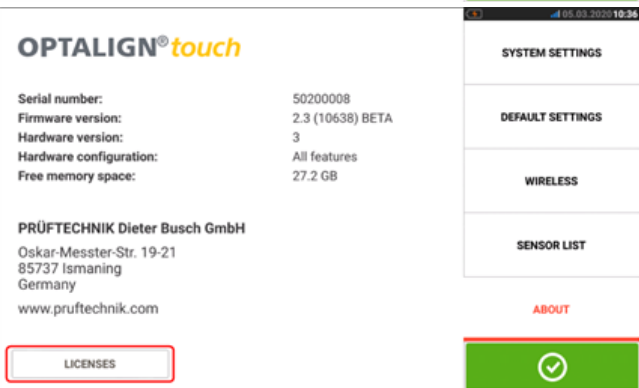 05.03.2020 10:36
OPTALIGN®touch
Serial number: 50200008
Firmware version: 2.3 (10638) BETA
Hardware version: 3
Hardware configuration: All features
Free memory space: 27.2 GB
PRÜFTECHNIK Dieter Busch GmbH
Oskar-Messter-Str. 19-21
85737 Ismaning
Germany
www.pruftechnik.com
LICENSES
SYSTEM SETTINGS
DEFAULT SETTINGS
WIRELESS
SENSOR LIST
ABOUT